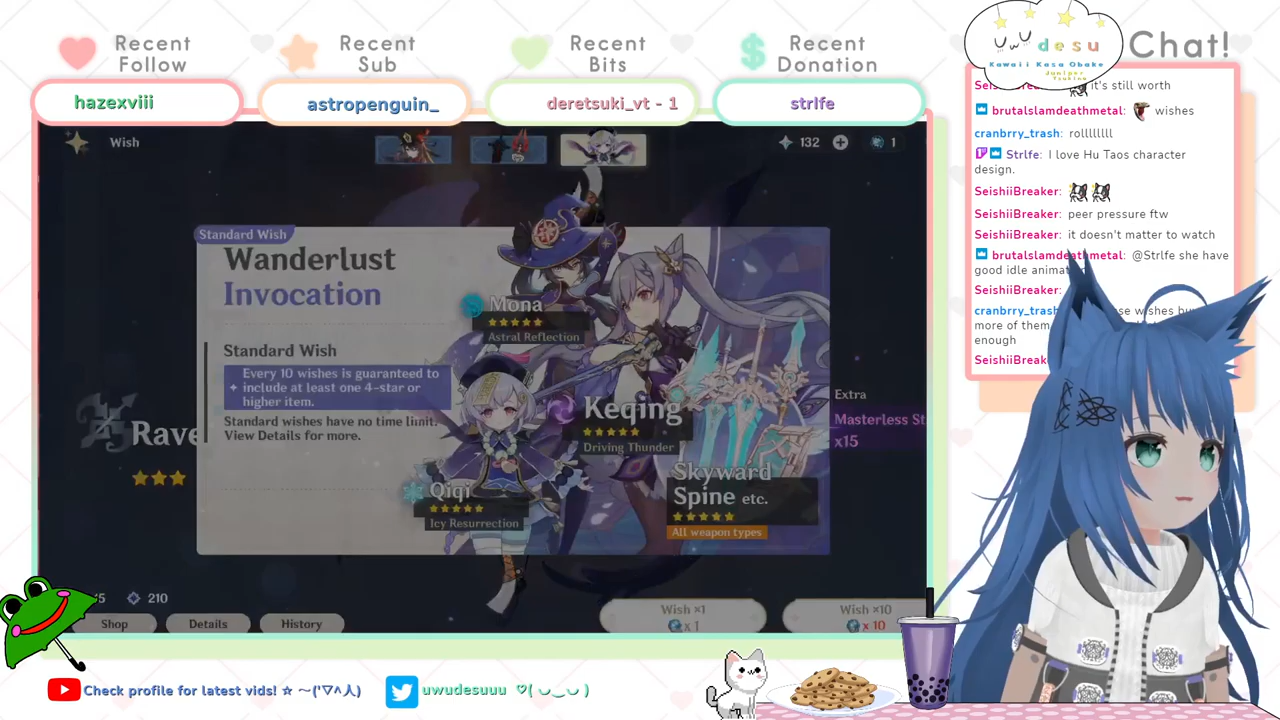 Recent
Follow
Recent
Sub
Recent
Bits
Recent
Donation
hazexviii
astropenguin_
deretsuki_vt - 1
strlfe
UwU desu
Kawaii Kasa Obake
Juniper
Tsukino
Chat!
it's still worth
brutalslamdeathmetal: wishes
cranbrry_trash: rollllllll
Strlfe: I love Hu Taos character
design.
SeishiiBreaker:
SeishiiBreaker: peer pressure ftw
SeishiiBreaker: it doesn't matter to watch
brutalslamdeathmetal: @Strlfe she have
good idle
SeishiiBreaker:
cranbrry_trash: wishes
more of them
enough
Wish
132
1
Standard Wish
Wanderlust
Invocation
Standard Wish
Every 10 wishes is guaranteed to
include at least one 4-star or
higher item.
Standard wishes have no time limit.
View Details for more.
Mona
Astral Reflection
Keqing
Driving Thunder
Qiqi
Icy Resurrection
Skyward
Spine etc.
All weapon types
Rave
Extra
Masterless St
x15
210
Shop
Details
History
Wish ×1
x 1
Wish ×10
x 10
Check profile for latest vids! ☆ ～('▽^人)
uwudesuuu ♡( ◡‿◡ )